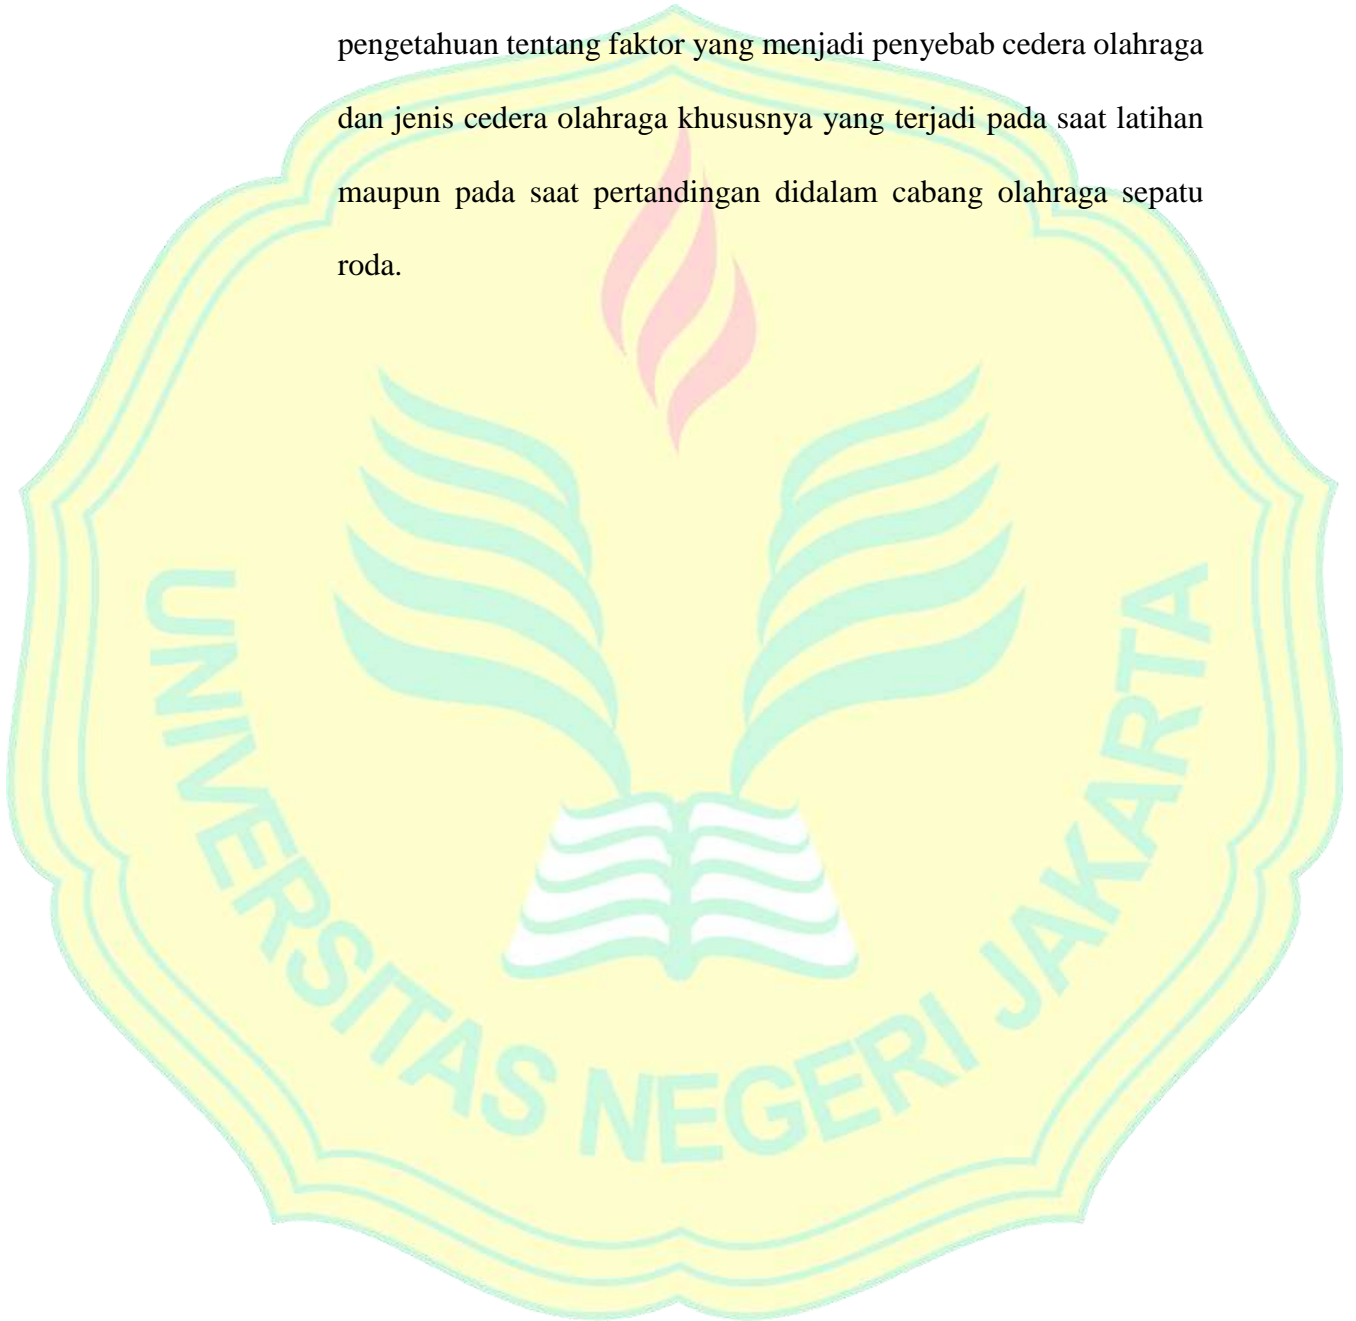 pengetahuan tentang faktor yang menjadi penyebab cedera olahraga
dan jenis cedera olahraga khususnya yang terjadi pada saat latihan
maupun pada saat pertandingan didalam cabang olahraga sepatu
roda.
UNIVERSITAS NEGERI JAKARTA